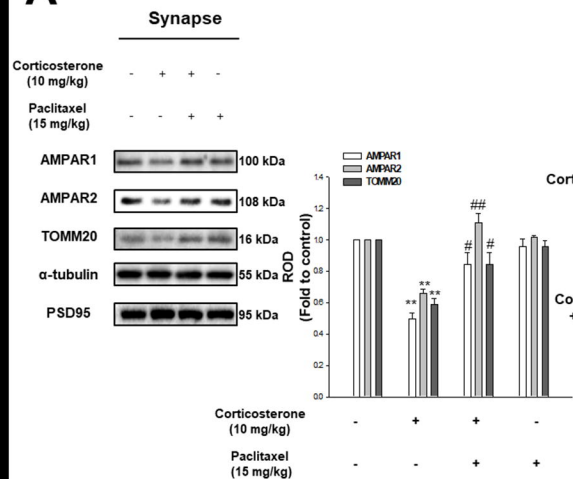 A
Synapse
Corticosterone
(10 mg/kg)
- + + -
Paclitaxel
(15 mg/kg)
- - + +
AMPAR1
100 kDa
AMPAR2
108 kDa
TOMM20
16 kDa
α-tubulin
55 kDa
PSD95
95 kDa
AMPAR1
AMPAR2
TOMM20
ROD
(Fold to control)
1.4
1.2
1.0
0.8
0.6
0.4
0.2
0.0
** ** **
# ## #
Corticosterone
(10 mg/kg)
- + + -
Paclitaxel
(15 mg/kg)
- - + +
Cort
Co
+